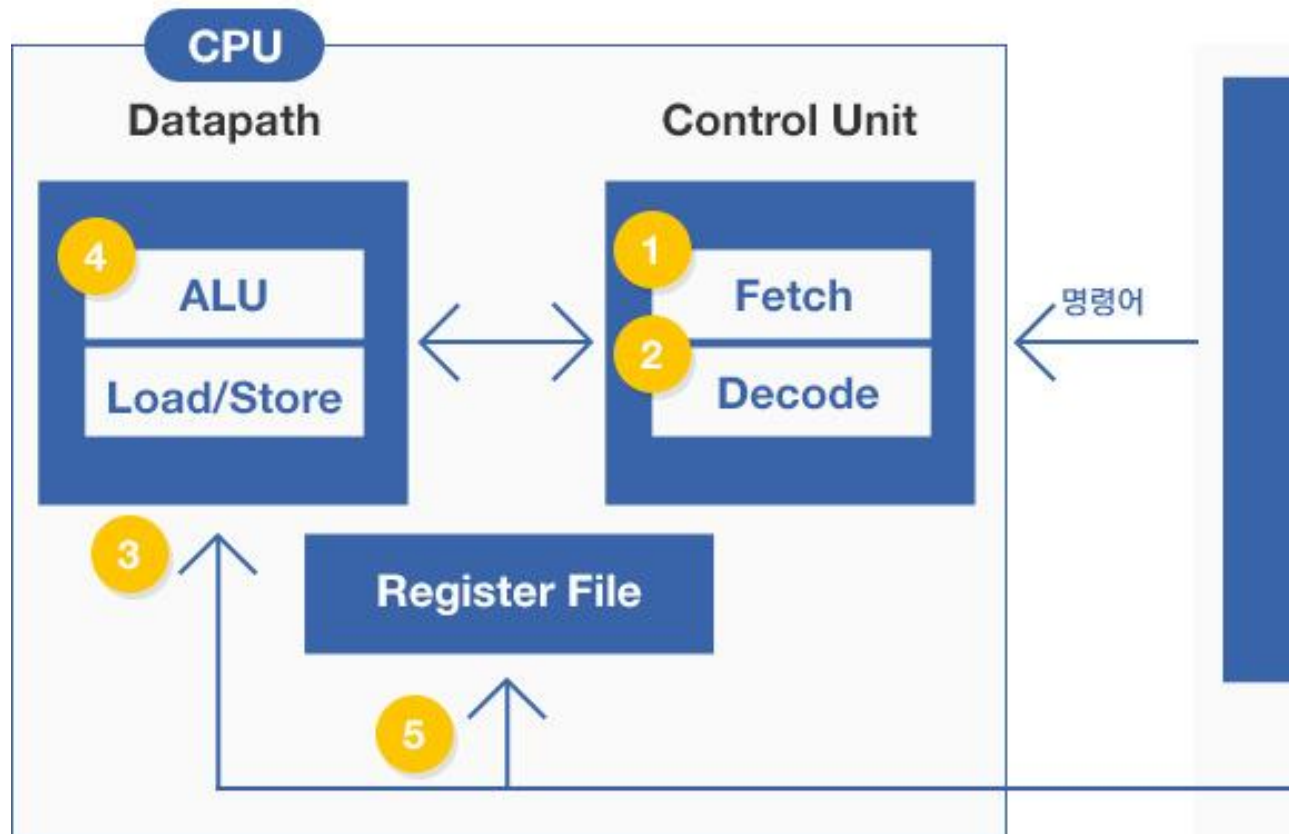 CPU
Datapath
Control Unit
4
ALU
Load/Store
1
Fetch
2
Decode
명령어
3
Register File
5